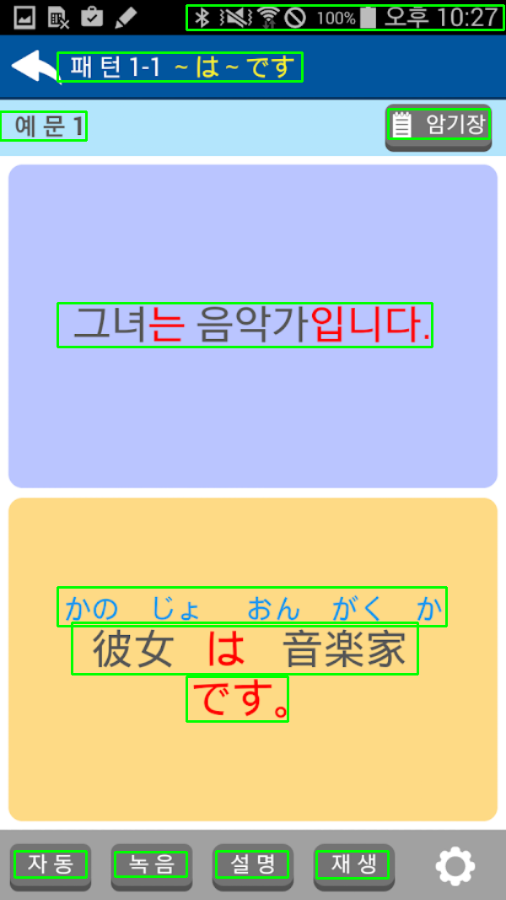 100% 오후 10:27
패턴 1-1 ~は~です
예문 1
암기장
그녀는 음악가입니다.
かの じょ おん がく か
彼女 は 音楽家
です。
자동 녹음 설명 재생